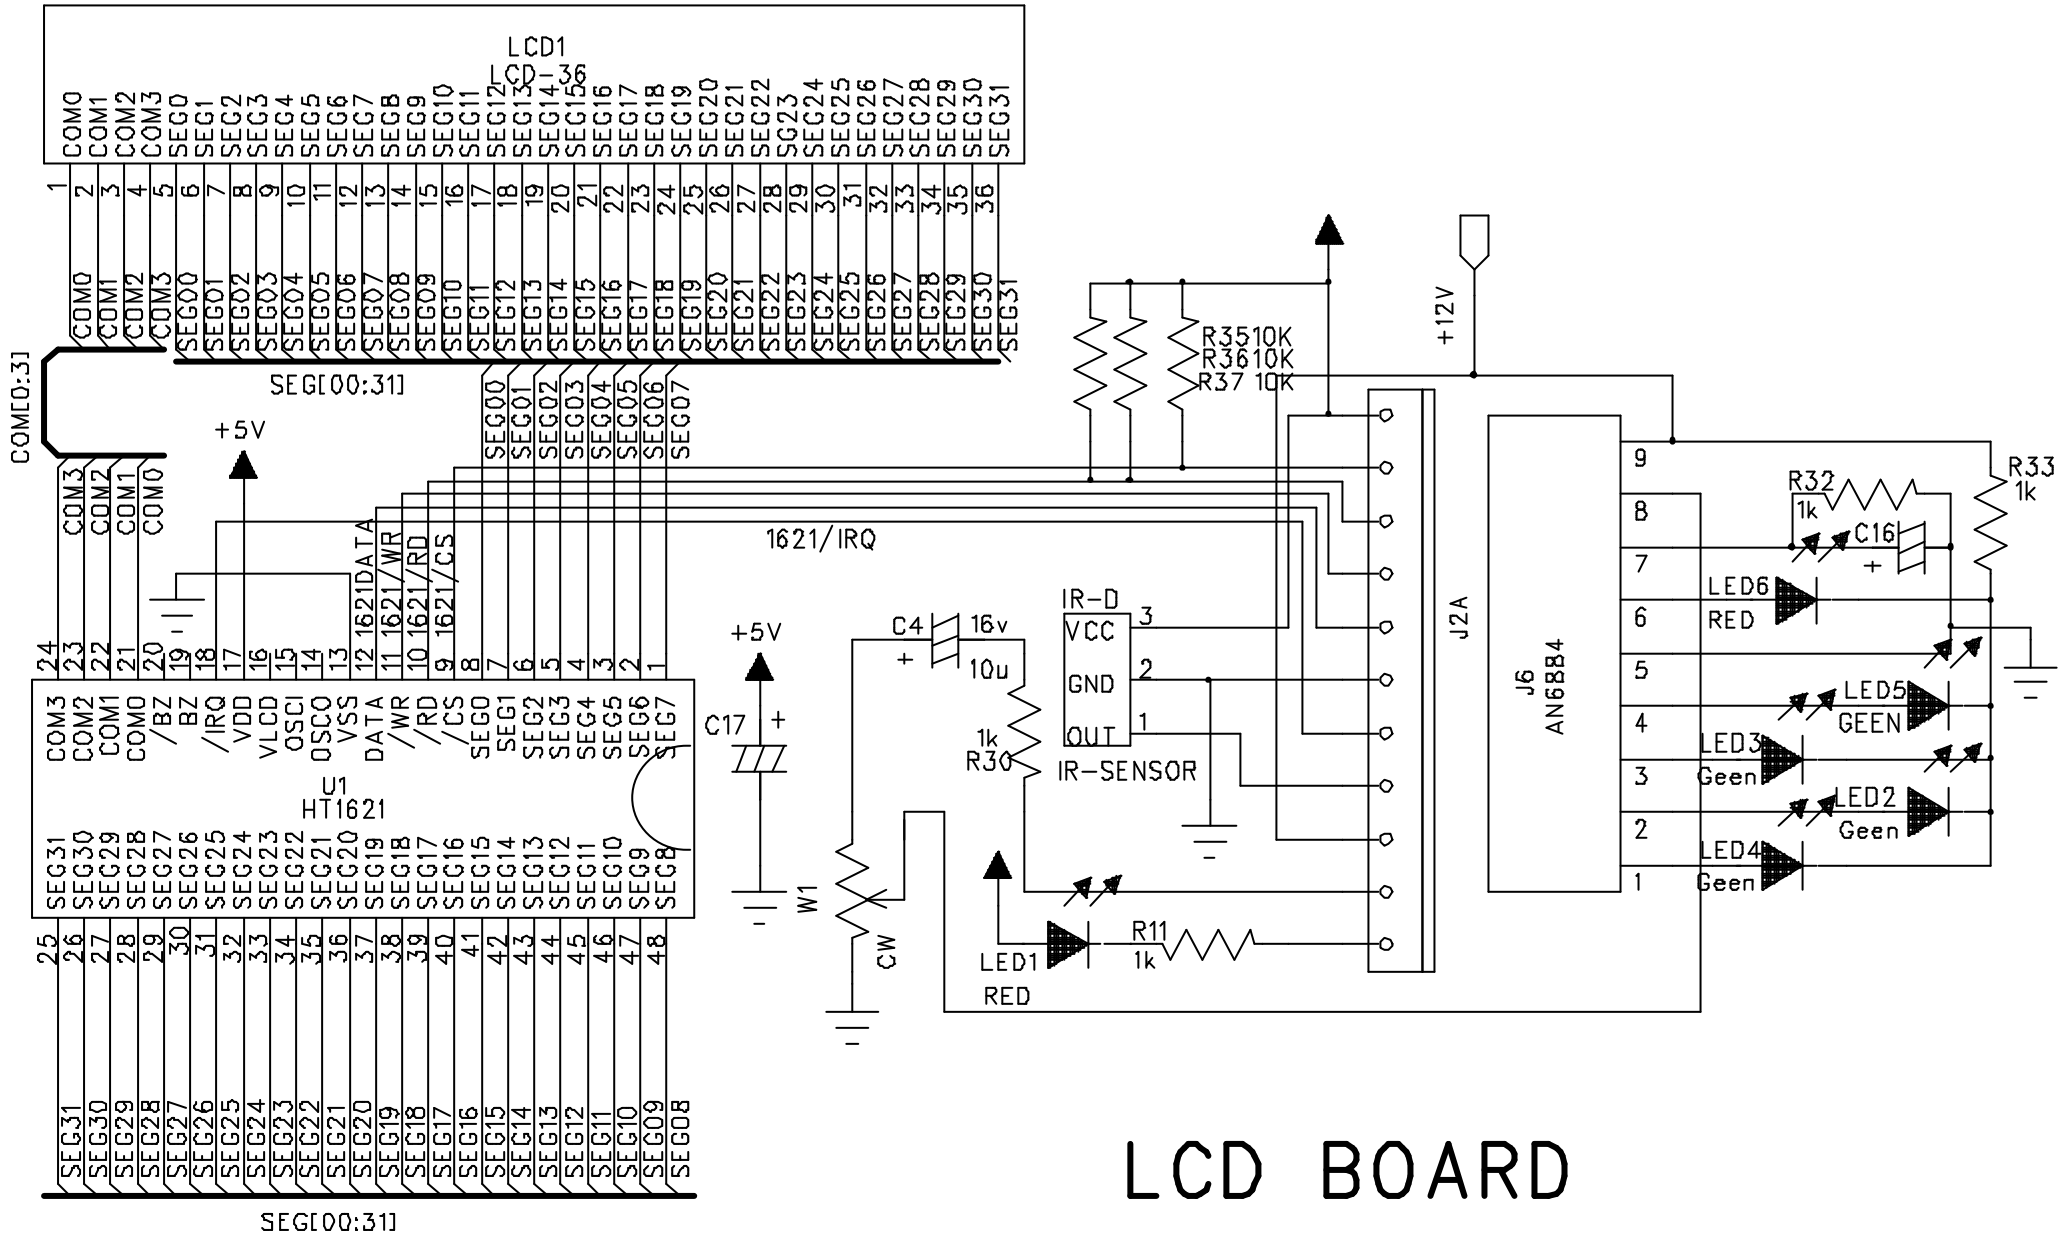 LCD1
LCD-36
COM0 COM1 COM2 COM3 SEG0 SEG1 SEG2 SEG3 SEG4 SEG5 SEG6 SEG7 SEG8 SEG9 SEG10 SEG11 SEG12 SEG13 SEG14 SEG15 SEG16 SEG17 SEG18 SEG19 SEG20 SEG21 SEG22 SG23 SEG24 SEG25 SEG26 SEG27 SEG28 SEG29 SEG30 SEG31
1 2 3 4 5 6 7 8 9 10 11 12 13 14 15 16 17 18 19 20 21 22 23 24 25 26 27 28 29 30 31 32 33 34 35 36
COM0 COM1 COM2 COM3 SEG00 SEG01 SEG02 SEG03 SEG04 SEG05 SEG06 SEG07 SEG08 SEG09 SEG10 SEG11 SEG12 SEG13 SEG14 SEG15 SEG16 SEG17 SEG18 SEG19 SEG20 SEG21 SEG22 SEG23 SEG24 SEG25 SEG26 SEG27 SEG28 SEG29 SEG30 SEG31
COM[0:3]
SEG[00:31]
SEG00 SEG01 SEG02 SEG03 SEG04 SEG05 SEG06 SEG07
+5V
COM3 COM2 COM1 COM0
1621DATA 1621/WR 1621/RD 1621/CS
1621/IRQ
24 23 22 21 20 19 18 17 16 15 14 13 12 11 10 9 8 7 6 5 4 3 2 1
COM3 COM2 COM1 COM0 /BZ BZ /IRQ VDD VLCD OSCI OSCO VSS DATA /WR /RD /CS SEG0 SEG1 SEG2 SEG3 SEG4 SEG5 SEG6 SEG7
U1
HT1621
SEG31 SEG30 SEG29 SEG28 SEG27 SEG26 SEG25 SEG24 SEG23 SEG22 SEG21 SEG20 SEG19 SEG18 SEG17 SEG16 SEG15 SEG14 SEG13 SEG12 SEG11 SEG10 SEG9 SEG8
25 26 27 28 29 30 31 32 33 34 35 36 37 38 39 40 41 42 43 44 45 46 47 48
SEG31 SEG30 SEG29 SEG28 SEG27 SEG26 SEG25 SEG24 SEG23 SEG22 SEG21 SEG20 SEG19 SEG18 SEG17 SEG16 SEG15 SEG14 SEG13 SEG12 SEG11 SEG10 SEG09 SEG08
SEG[00:31]
+5V
C17 +
C4 16v
+ 10u
1k
R30
W1
CW
IR-D
VCC 3
GND 2
OUT 1
IR-SENSOR
LED1
RED
R11
1k
R35 10K
R36 10K
R37 10K
+12V
J2A
J6
AN6884
9
8
7
6
5
4
3
2
1
R32
1k
C16
+
R33
1k
LED6
RED
LED5
GEEN
LED3
Geen
LED2
Geen
LED4
Geen
LCD BOARD